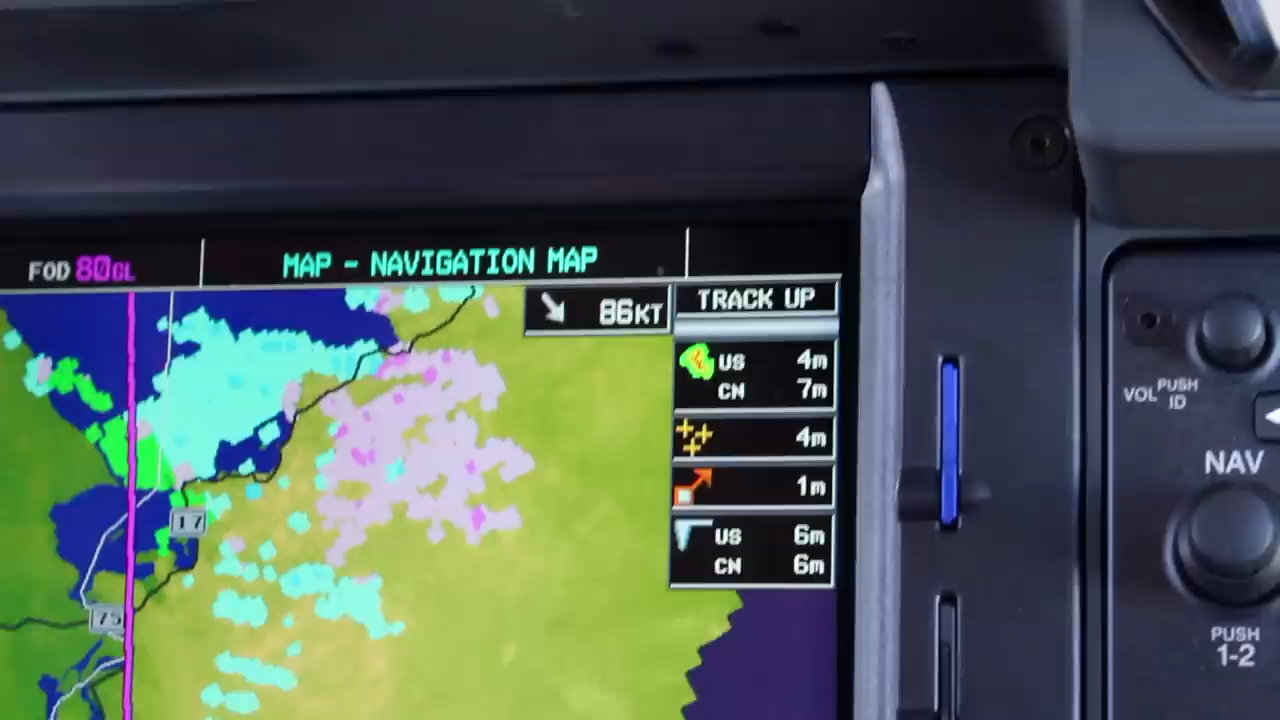 FOD 80GL
MAP - NAVIGATION MAP
86KT
TRACK UP
US 4m
CN 7m
4m
1m
US 6m
CN 6m
17
75
VOL PUSH ID
NAV
PUSH
1-2